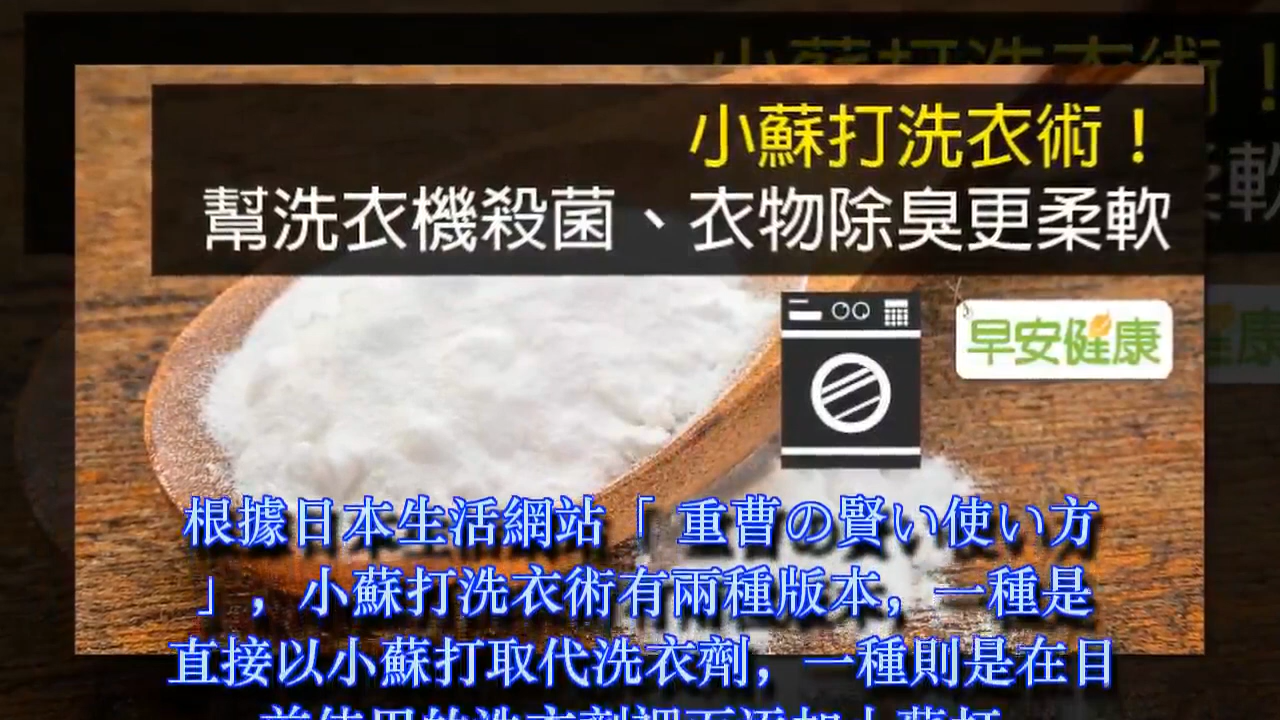 小蘇打洗衣術！
幫洗衣機殺菌、衣物除臭更柔軟
早安健康
根據日本生活網站「 重曹の賢い使い方
」，小蘇打洗衣術有兩種版本，一種是
直接以小蘇打取代洗衣劑，一種則是在日